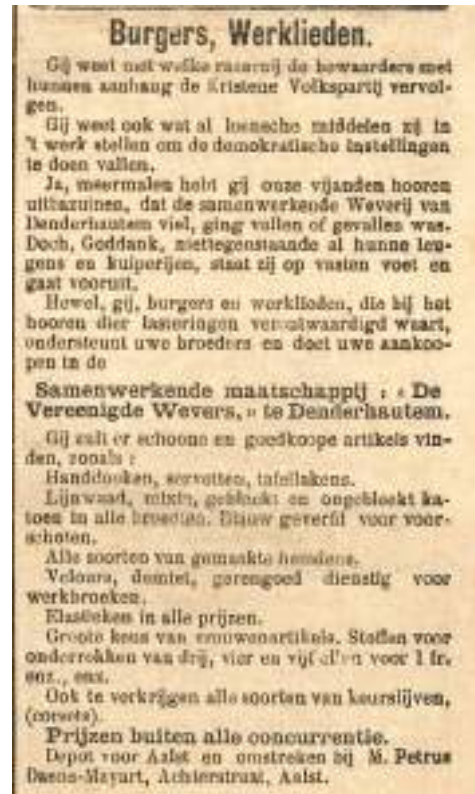 Burgers, Werklieden.
Gij weet met welke razernij de bewaarders met
hunnen aanhang de Kristene Volkspartij vervol-
gen.
Gij weet ook wat al loensche middelen zij in
't werk stellen om de demokratische instellingen
te doen vallen.
Ja, meermalen hebt gij onze vijanden hooren
uitbazuinen, dat de samenwerkende Weverij van
Denderhautem viel, ging vallen of gevallen was.
Doch, Goddank, niettegenstaande al hunne leu-
gens en kuiperijen, staat zij op vasten voet en
gaat vooruit.
Hewel, gij, burgers en werklieden, die bij het
hooren dier lasteringen verontwaardigd waart,
ondersteunt uwe broeders en doet uwe aankoo-
pen in de
Samenwerkende maatschappij : « De
Vereenigde Wevers, » te Denderhautem.
Gij zult er schoone en goedkoope artikels vin-
den, zooals :
Handdoeken, servetten, tafellakens.
Lijnwaad, mixte, gebleekt en ongebleekt ka-
toen in alle breedten. Blauw geverfd voor voor-
schoten.
Alle soorten van gemaakte hemdens.
Velours, demtet, gerengoed dienstig voor
werkbroeken.
Elastieken in alle prijzen.
Groote keus van vrouwenartikels. Stoffen voor
onderrokken van drij, vier en vijf el'en voor 1 fr.
enz., enz.
Ook te verkrijgen alle soorten van keurslijven,
(corsets).
Prijzen buiten alle concurrentie.
Depot voor Aalst en omstreken bij M. Petrus
Daens-Mayart, Achterstraat, Aalst.